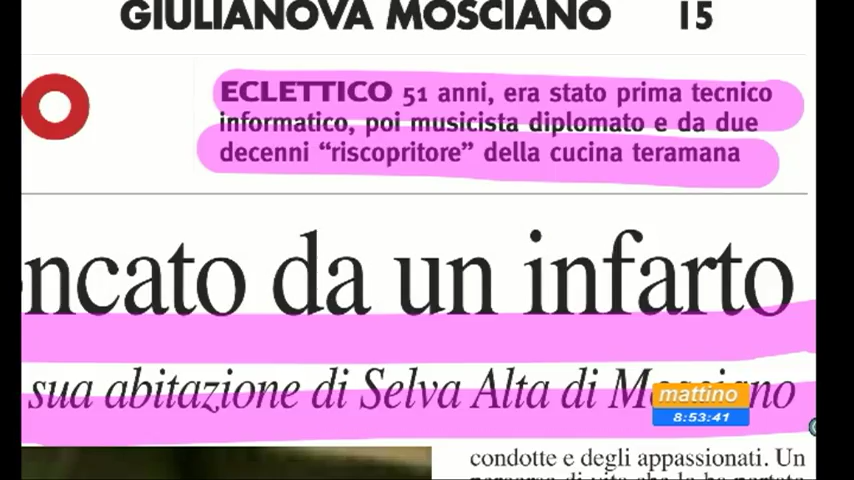 GIULIANOVA MOSCIANO 15
ECLETTICO 51 anni, era stato prima tecnico
informatico, poi musicista diplomato e da due
decenni “riscopritore” della cucina teramana
ncato da un infarto
sua abitazione di Selva Alta di
mattino
8:53:41
condotte e degli appassionati. Un